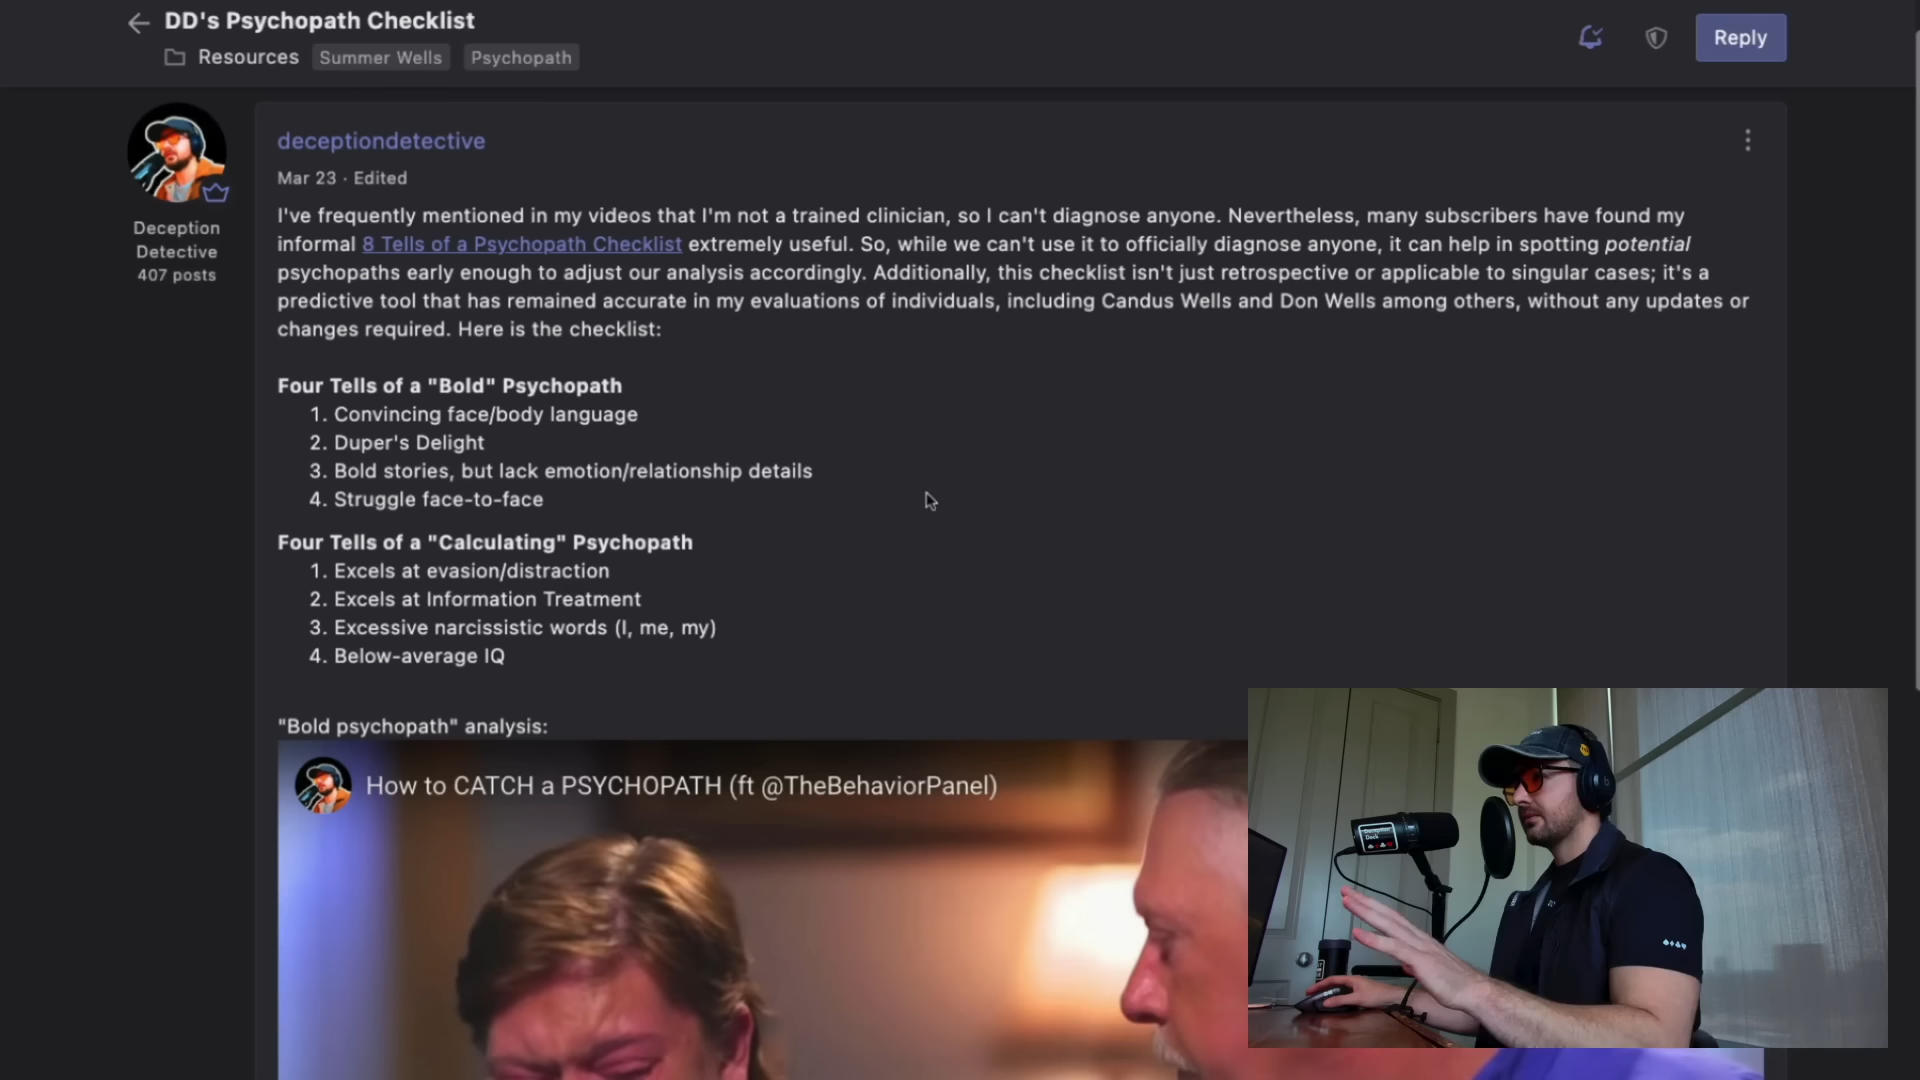 DD's Psychopath Checklist
Resources Summer Wells Psychopath
Reply
deceptiondetective
Mar 23 · Edited
Deception
Detective
407 posts
I've frequently mentioned in my videos that I'm not a trained clinician, so I can't diagnose anyone. Nevertheless, many subscribers have found my
informal 8 Tells of a Psychopath Checklist extremely useful. So, while we can't use it to officially diagnose anyone, it can help in spotting potential
psychopaths early enough to adjust our analysis accordingly. Additionally, this checklist isn't just retrospective or applicable to singular cases; it's a
predictive tool that has remained accurate in my evaluations of individuals, including Candus Wells and Don Wells among others, without any updates or
changes required. Here is the checklist:
Four Tells of a "Bold" Psychopath
1. Convincing face/body language
2. Duper's Delight
3. Bold stories, but lack emotion/relationship details
4. Struggle face-to-face
Four Tells of a "Calculating" Psychopath
1. Excels at evasion/distraction
2. Excels at Information Treatment
3. Excessive narcissistic words (I, me, my)
4. Below-average IQ
"Bold psychopath" analysis:
How to CATCH a PSYCHOPATH (ft @TheBehaviorPanel)
Deception
Deck